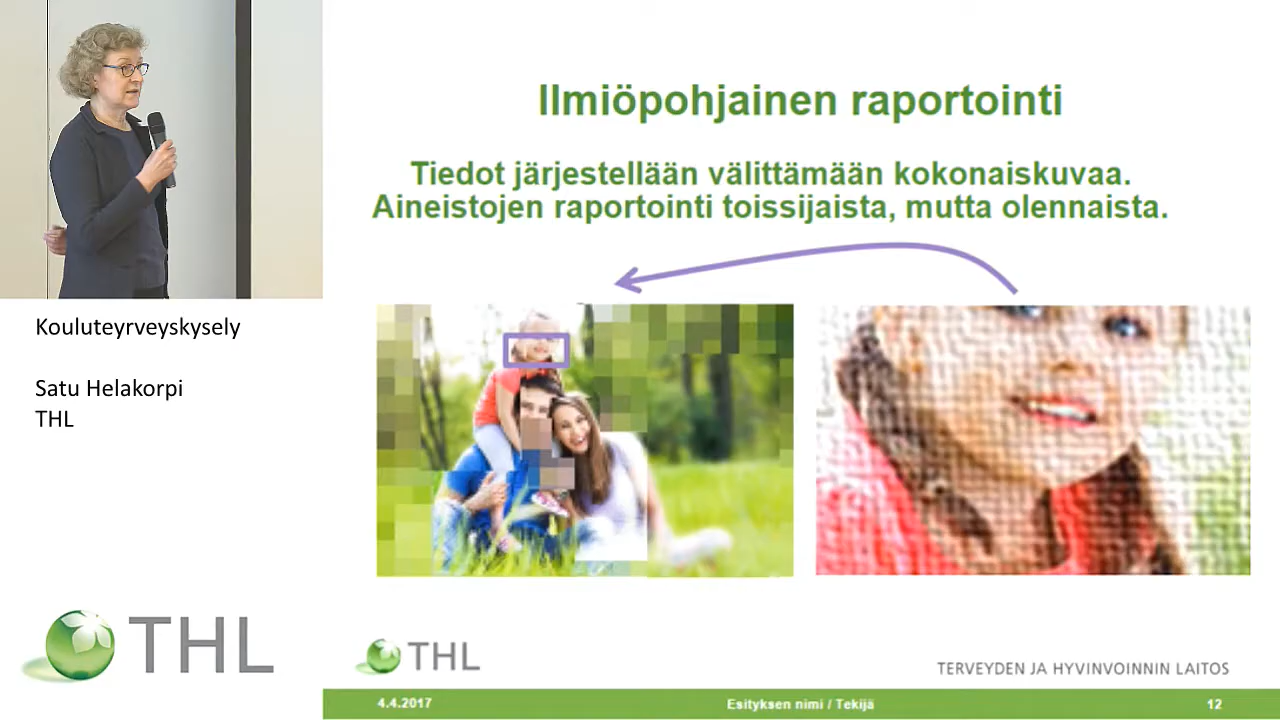 Ilmiöpohjainen raportointi
Tiedot järjestellään välittämään kokonaiskuvaa.
Aineistojen raportointi toissijaista, mutta olennaista.
Kouluteyrveyskysely
Satu Helakorpi
THL
THL
THL
TERVEYDEN JA HYVINVOINNIN LAITOS
4.4.2017
Esityksen nimi / Tekijä
12